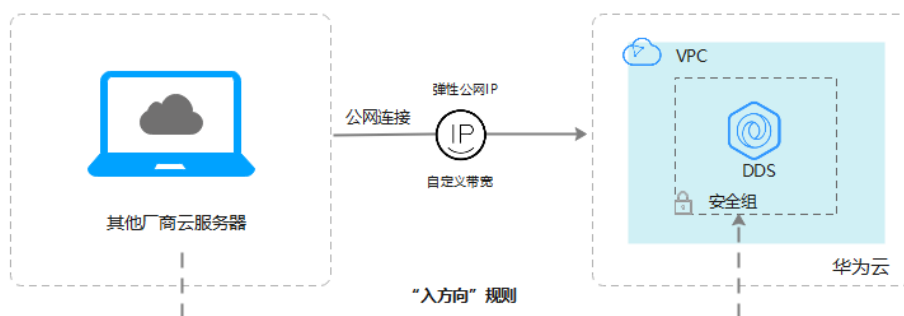 弹性公网IP
公网连接
IP
自定义带宽
其他厂商云服务器
VPC
DDS
安全组
华为云
“入方向”规则